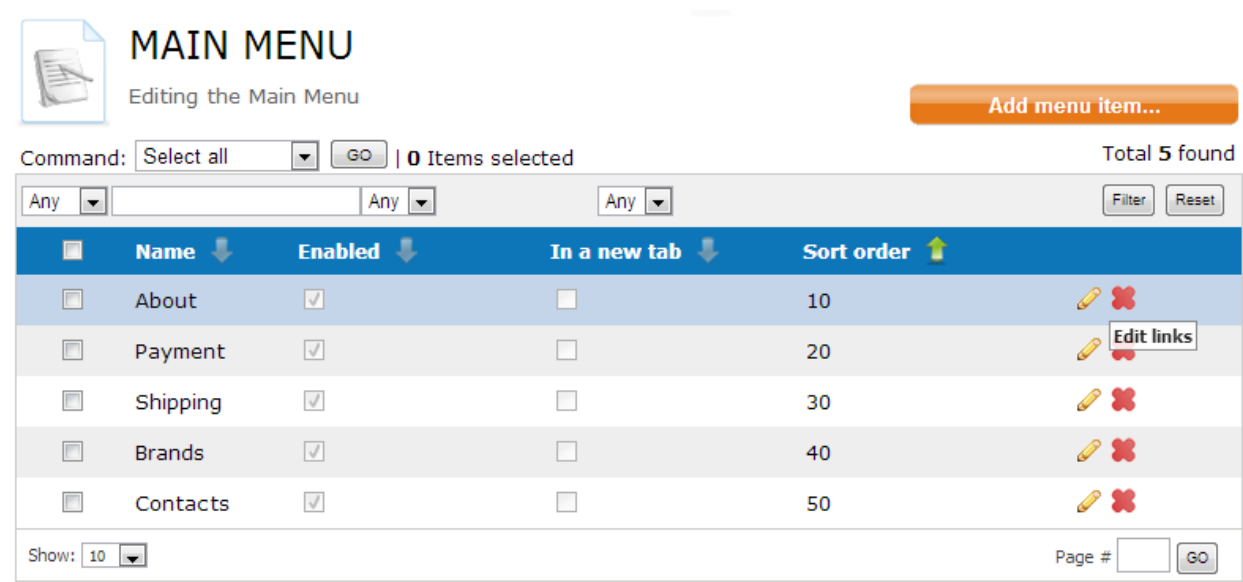 MAIN MENU
Editing the Main Menu
Add menu item...
Command: Select all GO | 0 Items selected Total 5 found
Any Any Any Filter Reset
Name Enabled In a new tab Sort order
About 10
Edit links
Payment 20
Shipping 30
Brands 40
Contacts 50
Show: 10 Page # GO